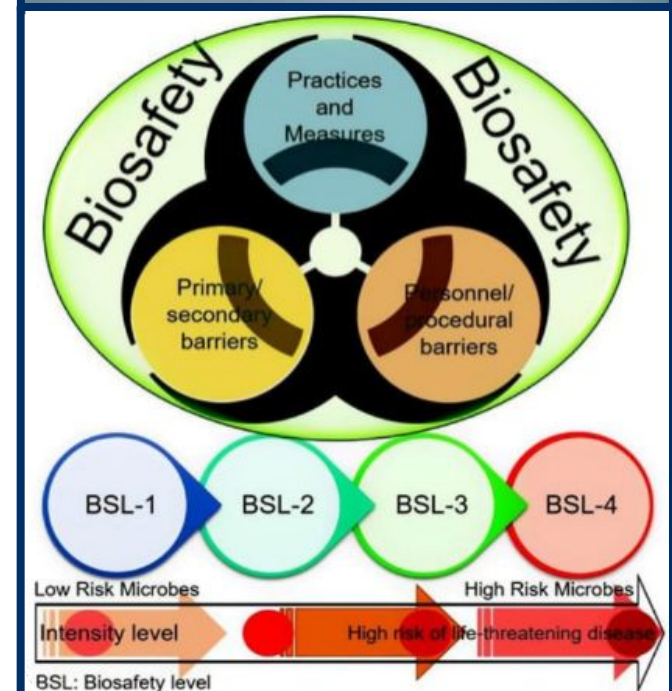 Biosafety
Biosafety
Practices
and
Measures
Primary/
secondary
barriers
Personnel/
procedural
barriers
BSL-1
BSL-2
BSL-3
BSL-4
Low Risk Microbes
High Risk Microbes
Intensity level
High risk of life-threatening disease
BSL: Biosafety level